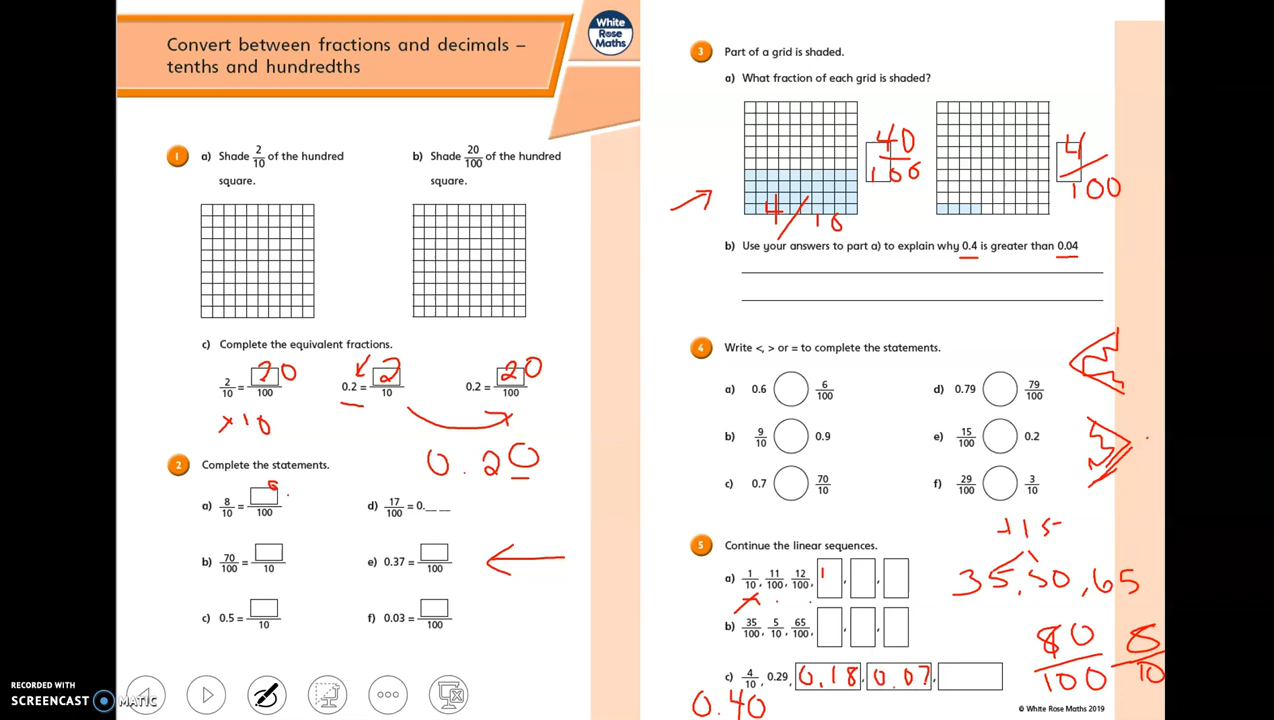 Convert between fractions and decimals –
tenths and hundredths
White
Rose
Maths
1 a) Shade 2/10 of the hundred
square.
b) Shade 20/100 of the hundred
square.
c) Complete the equivalent fractions.
2/10 = 20/100
0.2 = 2/10
0.2 = 20/100
×10
0.20
2 Complete the statements.
a) 8/10 = /100
b) 70/100 = /10
c) 0.5 = /10
d) 17/100 = 0.__ __
e) 0.37 = /100
f) 0.03 = /100
3 Part of a grid is shaded.
a) What fraction of each grid is shaded?
40/100
4/10
4/100
b) Use your answers to part a) to explain why 0.4 is greater than 0.04
4 Write <, > or = to complete the statements.
a) 0.6 6/100
b) 9/10 0.9
c) 0.7 70/10
d) 0.79 79/100
e) 15/100 0.2
f) 29/100 3/10
5 Continue the linear sequences.
+15
a) 1/10, 11/100, 12/100, 1, ,
35, 50, 65
b) 35/100, 5/10, 65/100, , ,
80/100 8/10
c) 4/10, 0.29, 0.18, 0.07,
0.40
© White Rose Maths 2019
RECORDED WITH
SCREENCAST MATIC